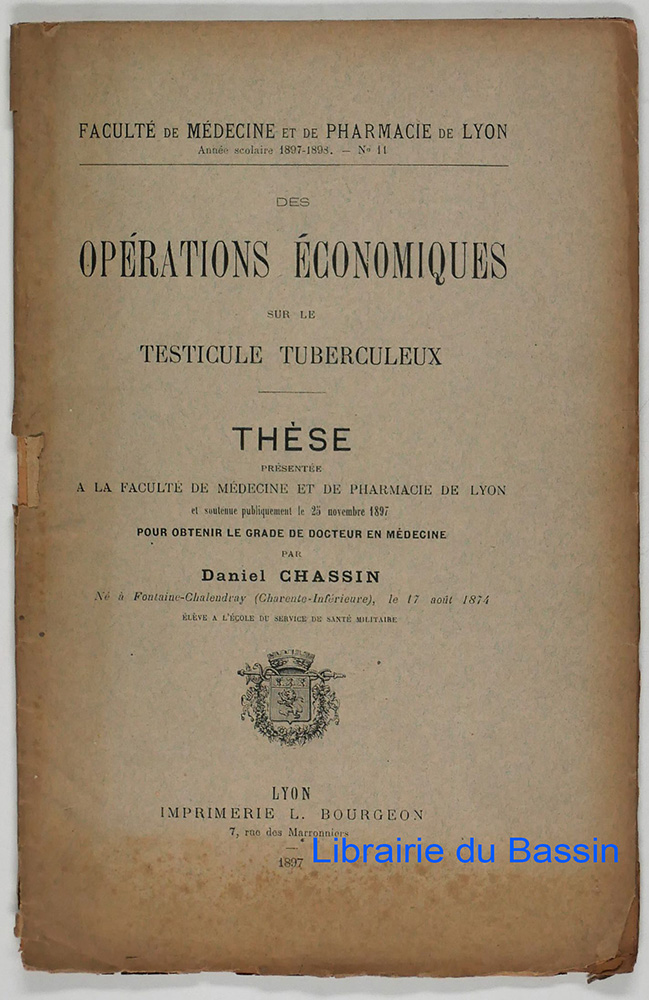 FACULTÉ DE MÉDECINE ET DE PHARMACIE DE LYON
Année scolaire 1897-1898. — No 11
DES
OPÉRATIONS ÉCONOMIQUES
SUR LE
TESTICULE TUBERCULEUX
THÈSE
PRÉSENTÉE
A LA FACULTÉ DE MÉDECINE ET DE PHARMACIE DE LYON
et soutenue publiquement le 25 novembre 1897
POUR OBTENIR LE GRADE DE DOCTEUR EN MÉDECINE
PAR
Daniel CHASSIN
Né à Fontaine-Chalendray (Charente-Inférieure), le 17 août 1874
ÉLÈVE A L'ÉCOLE DU SERVICE DE SANTÉ MILITAIRE
LYON
IMPRIMERIE L. BOURGEON
7, rue des Marronniers
1897
Librairie du Bassin